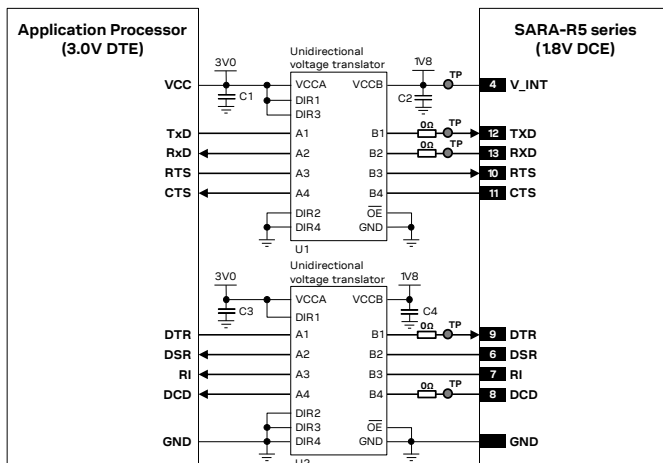 Application Processor
(3.0V DTE)
SARA-R5 series
(1.8V DCE)
Unidirectional
voltage translator
3V0
1V8
TP
VCC
VCCA
VCCB
4
V_INT
C1
DIR1
C2
DIR3
0Ω
TP
TxD
A1
B1
12
TXD
0Ω
TP
RxD
A2
B2
13
RXD
RTS
A3
B3
10
RTS
CTS
A4
B4
11
CTS
DIR2
OE
DIR4
GND
U1
Unidirectional
voltage translator
3V0
1V8
VCCA
VCCB
C3
DIR1
C4
0Ω
TP
DTR
A1
B1
9
DTR
DSR
A2
B2
6
DSR
RI
A3
B3
7
RI
0Ω
TP
DCD
A4
B4
8
DCD
DIR2
DIR3
OE
GND
DIR4
GND
GND